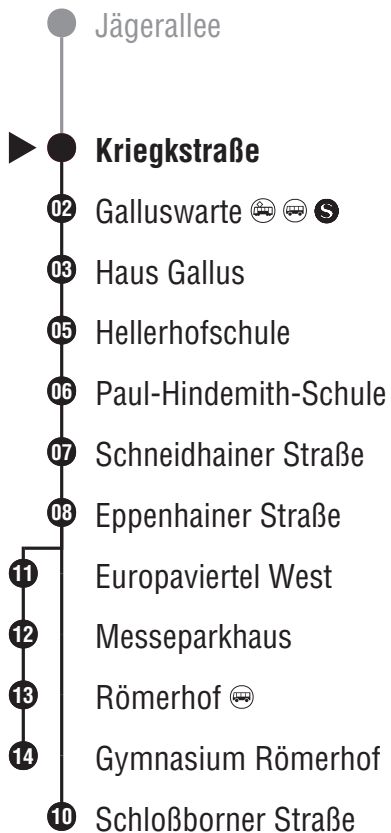 Jägerallee
Kriegkstraße
02 Galluswarte S
03 Haus Gallus
05 Hellerhofschule
06 Paul-Hindemith-Schule
07 Schneidhainer Straße
08 Eppenhainer Straße
11 Europaviertel West
12 Messeparkhaus
13 Römerhof
14 Gymnasium Römerhof
10 Schloßborner Straße